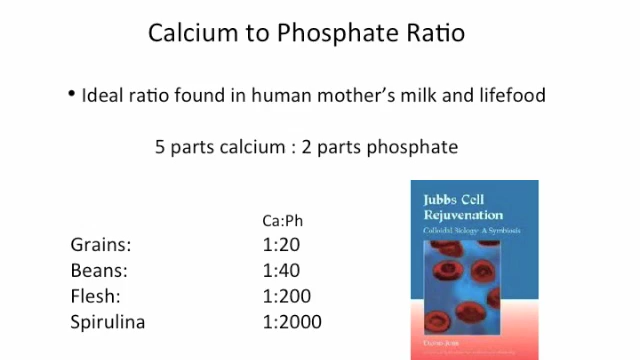 Calcium to Phosphate Ratio
• Ideal ratio found in human mother's milk and lifefood
5 parts calcium : 2 parts phosphate
Ca:Ph
Grains: 1:20
Beans: 1:40
Flesh: 1:200
Spirulina 1:2000
Jubbs Cell
Rejuvenation
Colloidal Biology: A Symbiosis